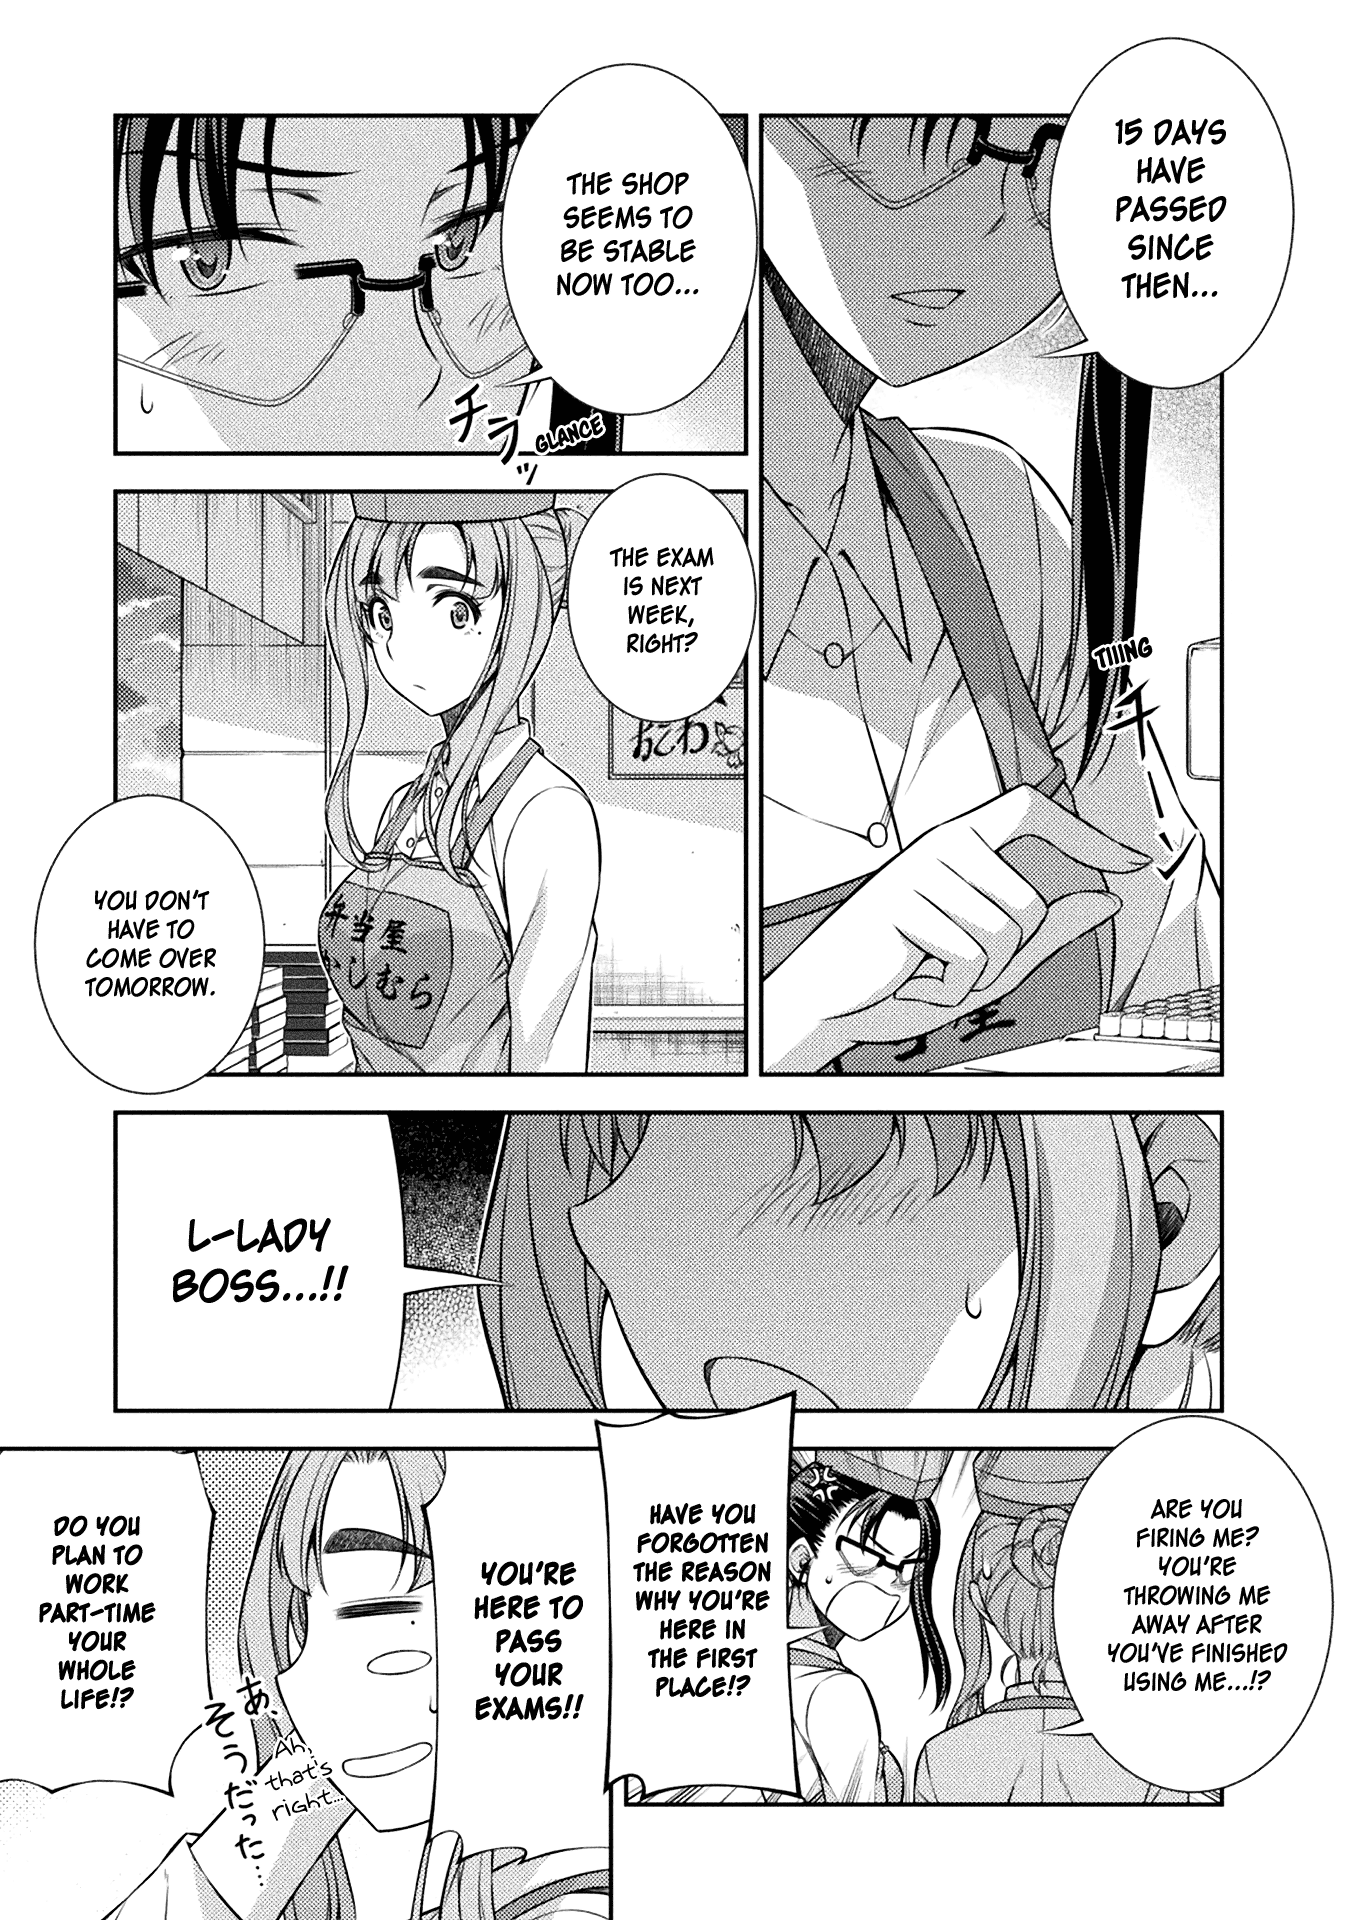 15 DAYS
HAVE
PASSED
SINCE
THEN...
TIIING
チーン
THE SHOP
SEEMS TO
BE STABLE
NOW TOO...
チラッ
GLANCE
THE EXAM
IS NEXT
WEEK,
RIGHT?
おこわ
弁当屋
かしむら
YOU DON'T
HAVE TO
COME OVER
TOMORROW.
L-LADY
BOSS...!!
ARE YOU
FIRING ME?
YOU'RE
THROWING ME
AWAY AFTER
YOU'VE FINISHED
USING ME...!?
HAVE YOU
FORGOTTEN
THE REASON
WHY YOU'RE
HERE IN
THE FIRST
PLACE!?
YOU'RE
HERE TO
PASS
YOUR
EXAMS!!
DO YOU
PLAN TO
WORK
PART-TIME
YOUR
WHOLE
LIFE!?
あ、
そうだった…
Ah,
that's
right...